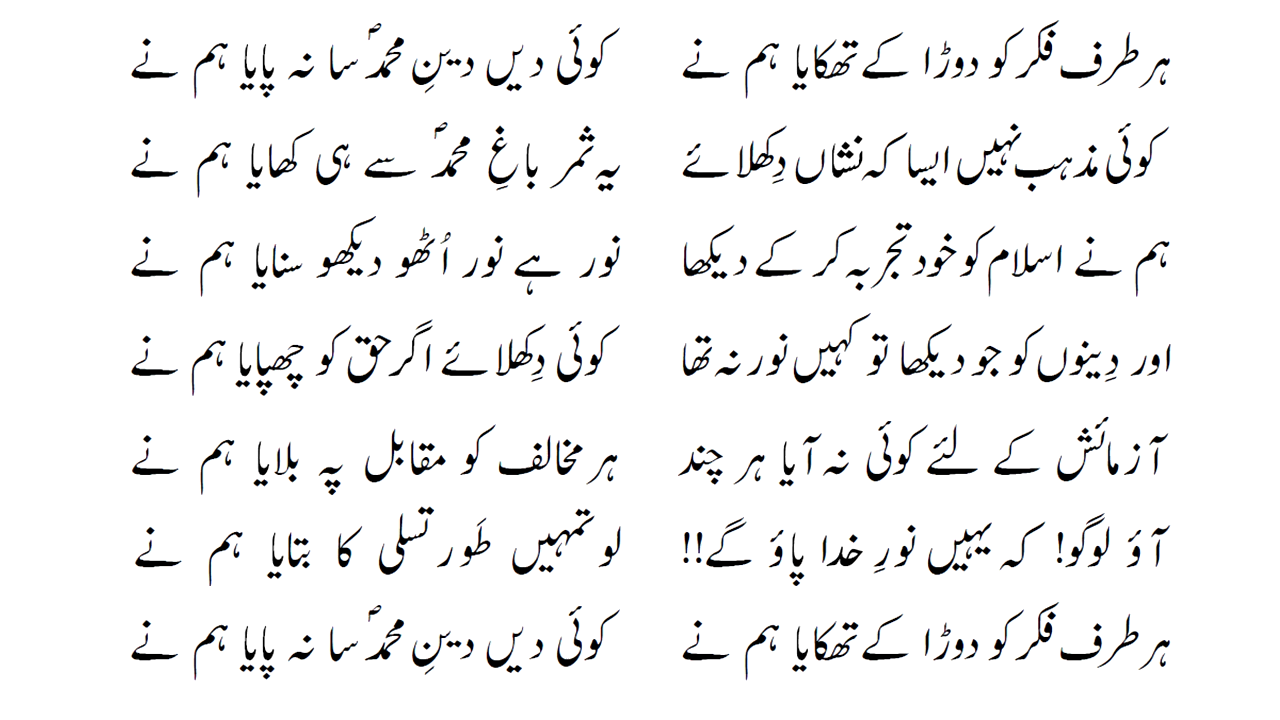 ہر طرف فکر کو دوڑا کے تھکایا ہم نے کوئی دیں دینِ محمدؐ سا نہ پایا ہم نے
کوئی مذہب نہیں ایسا کہ نشاں دِکھلائے یہ ثمر باغِ محمدؐ سے ہی کھایا ہم نے
ہم نے اسلام کو خود تجربہ کر کے دیکھا نور ہے نور اُٹھو دیکھو سنایا ہم نے
اور دِینوں کو جو دیکھا تو کہیں نور نہ تھا کوئی دِکھلائے اگر حق کو چھپایا ہم نے
آزمائش کے لئے کوئی نہ آیا ہر چند ہر مخالف کو مقابل پہ بلایا ہم نے
آؤ لوگو! کہ یہیں نورِ خدا پاؤ گے!! لو تمہیں طَور تسلی کا بتایا ہم نے
ہر طرف فکر کو دوڑا کے تھکایا ہم نے کوئی دیں دینِ محمدؐ سا نہ پایا ہم نے